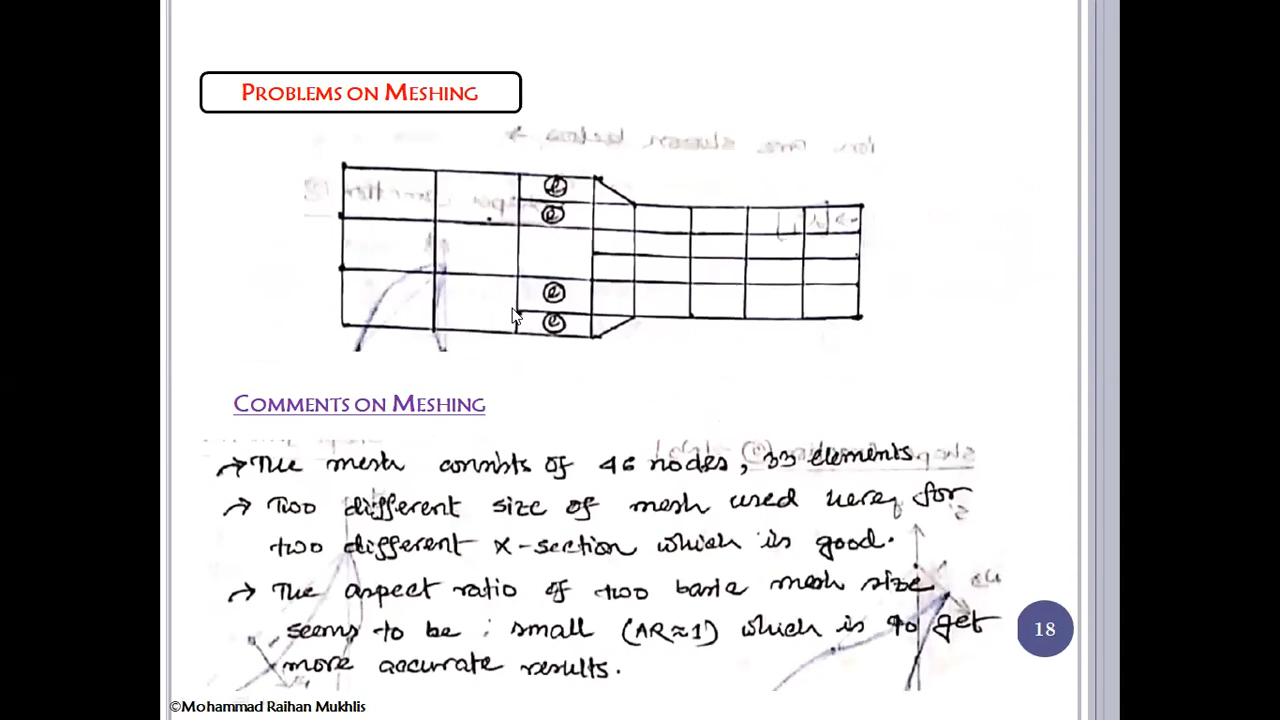 PROBLEMS ON MESHING
e
e
e
e
COMMENTS ON MESHING
→ The mesh consists of 46 nodes, 33 elements.
→ Two different size of mesh used here, for
two different X-section which is good.
→ The aspect ratio of two basic mesh size
seems to be small (AR≈1) which is to get
more accurate results.
18
©Mohammad Raihan Mukhlis